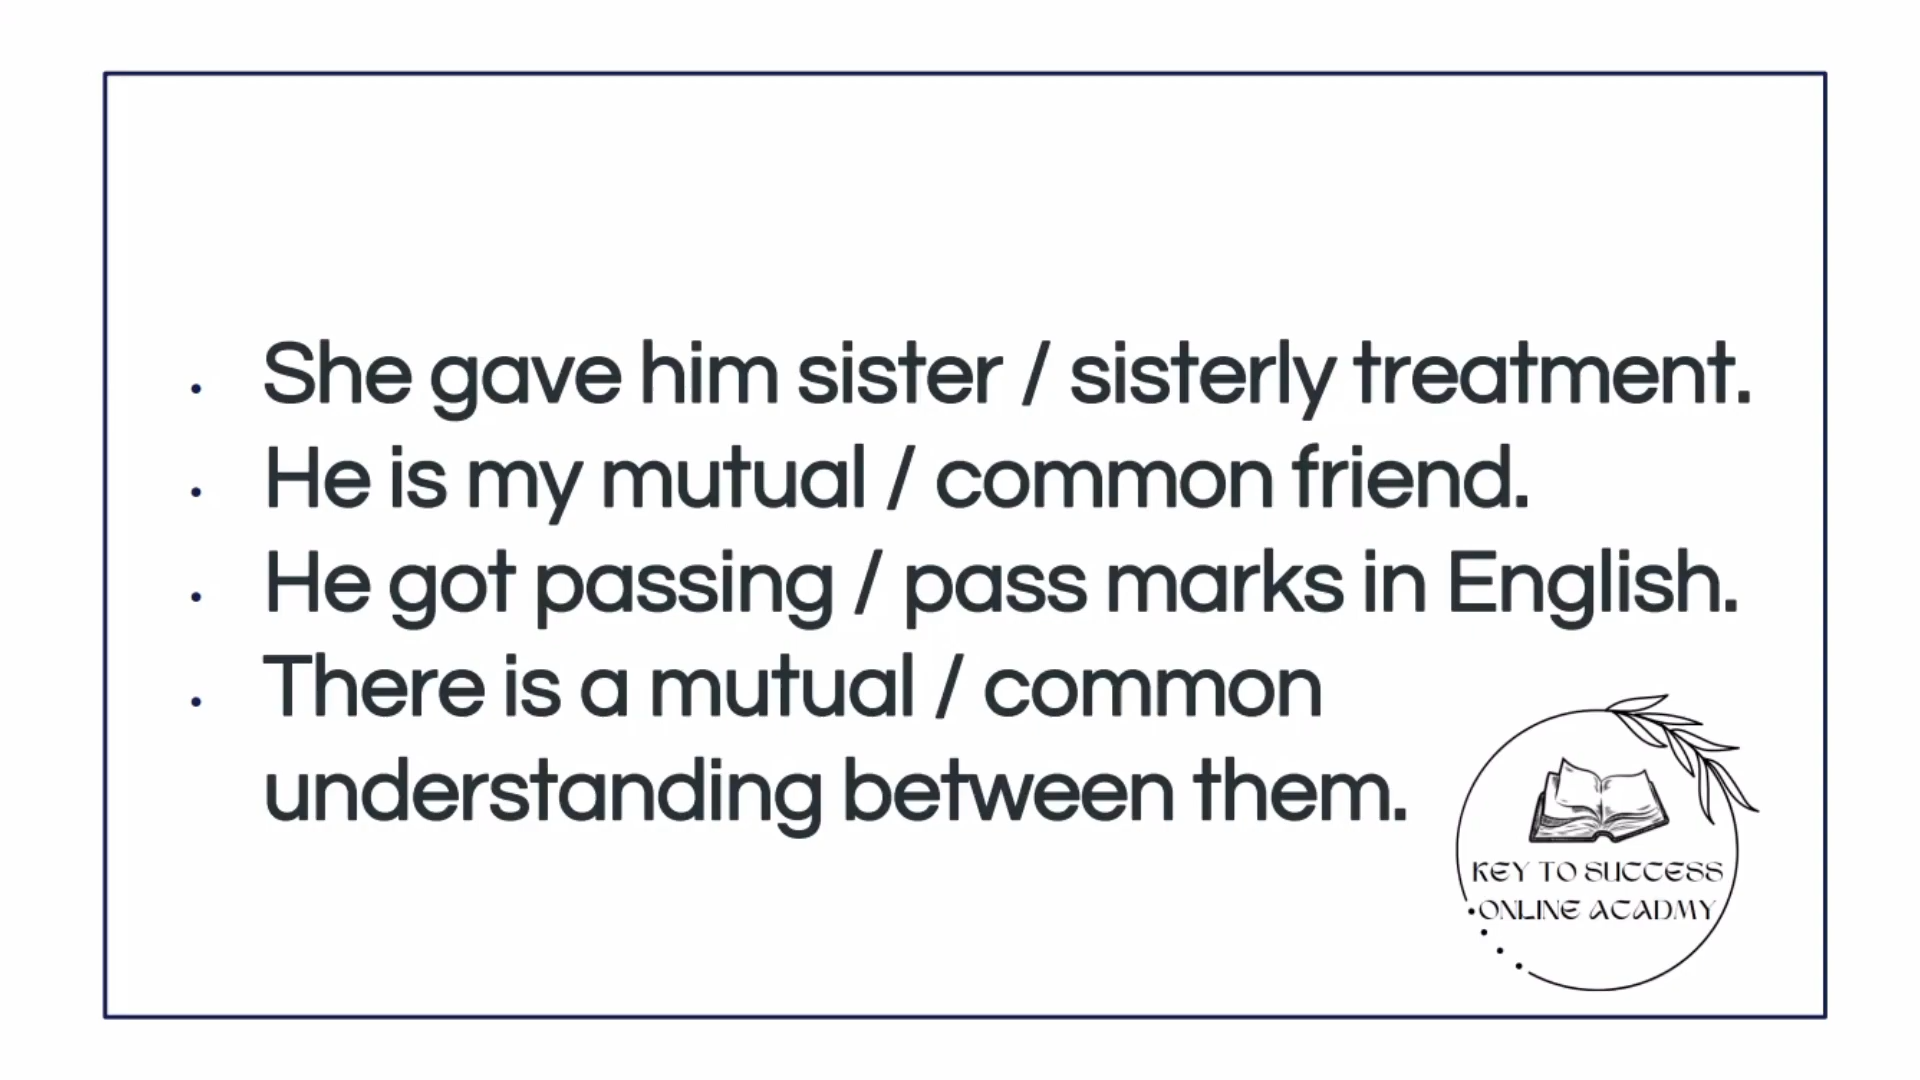 • She gave him sister / sisterly treatment.
• He is my mutual / common friend.
• He got passing / pass marks in English.
• There is a mutual / common
understanding between them.
KEY TO SUCCESS
ONLINE ACADMY